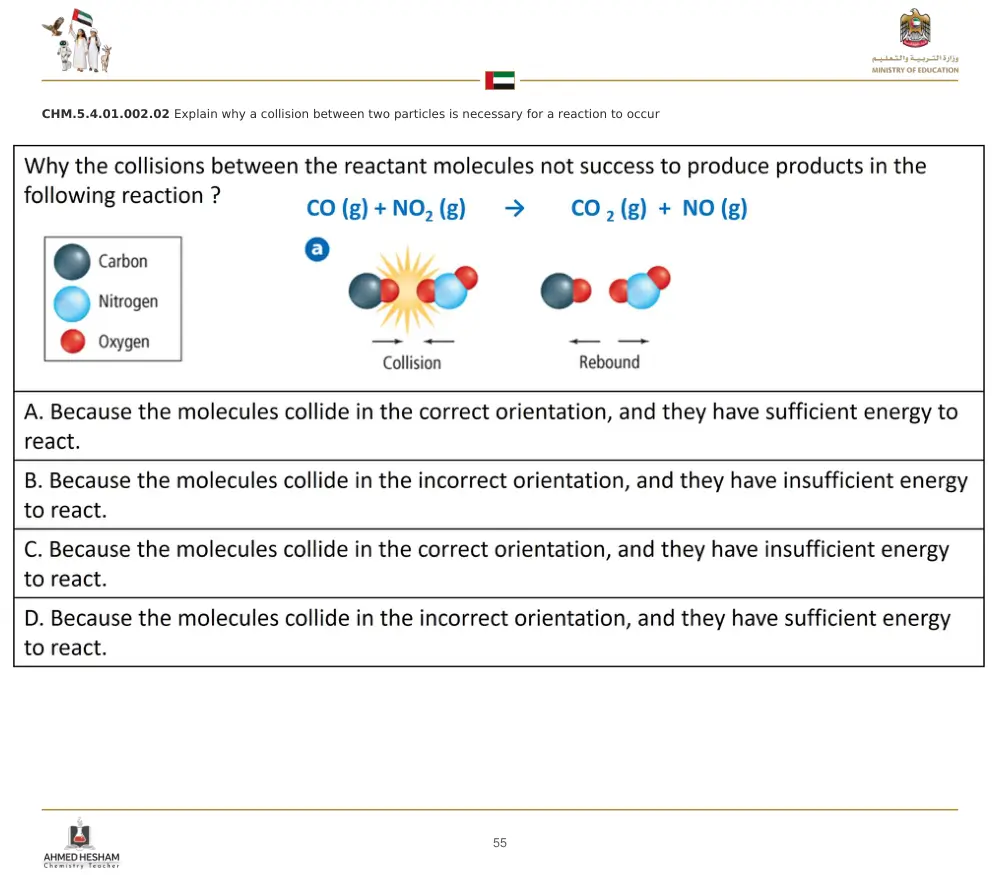 وزارة التربية والتعليم
MINISTRY OF EDUCATION
CHM.5.4.01.002.02 Explain why a collision between two particles is necessary for a reaction to occur
Why the collisions between the reactant molecules not success to produce products in the
following reaction ?
CO (g) + NO₂ (g) → CO ₂ (g) + NO (g)
a
Carbon
Nitrogen
Oxygen
Collision
Rebound
A. Because the molecules collide in the correct orientation, and they have sufficient energy to
react.
B. Because the molecules collide in the incorrect orientation, and they have insufficient energy
to react.
C. Because the molecules collide in the correct orientation, and they have insufficient energy
to react.
D. Because the molecules collide in the incorrect orientation, and they have sufficient energy
to react.
AHMED HESHAM
Chemistry Teacher
55